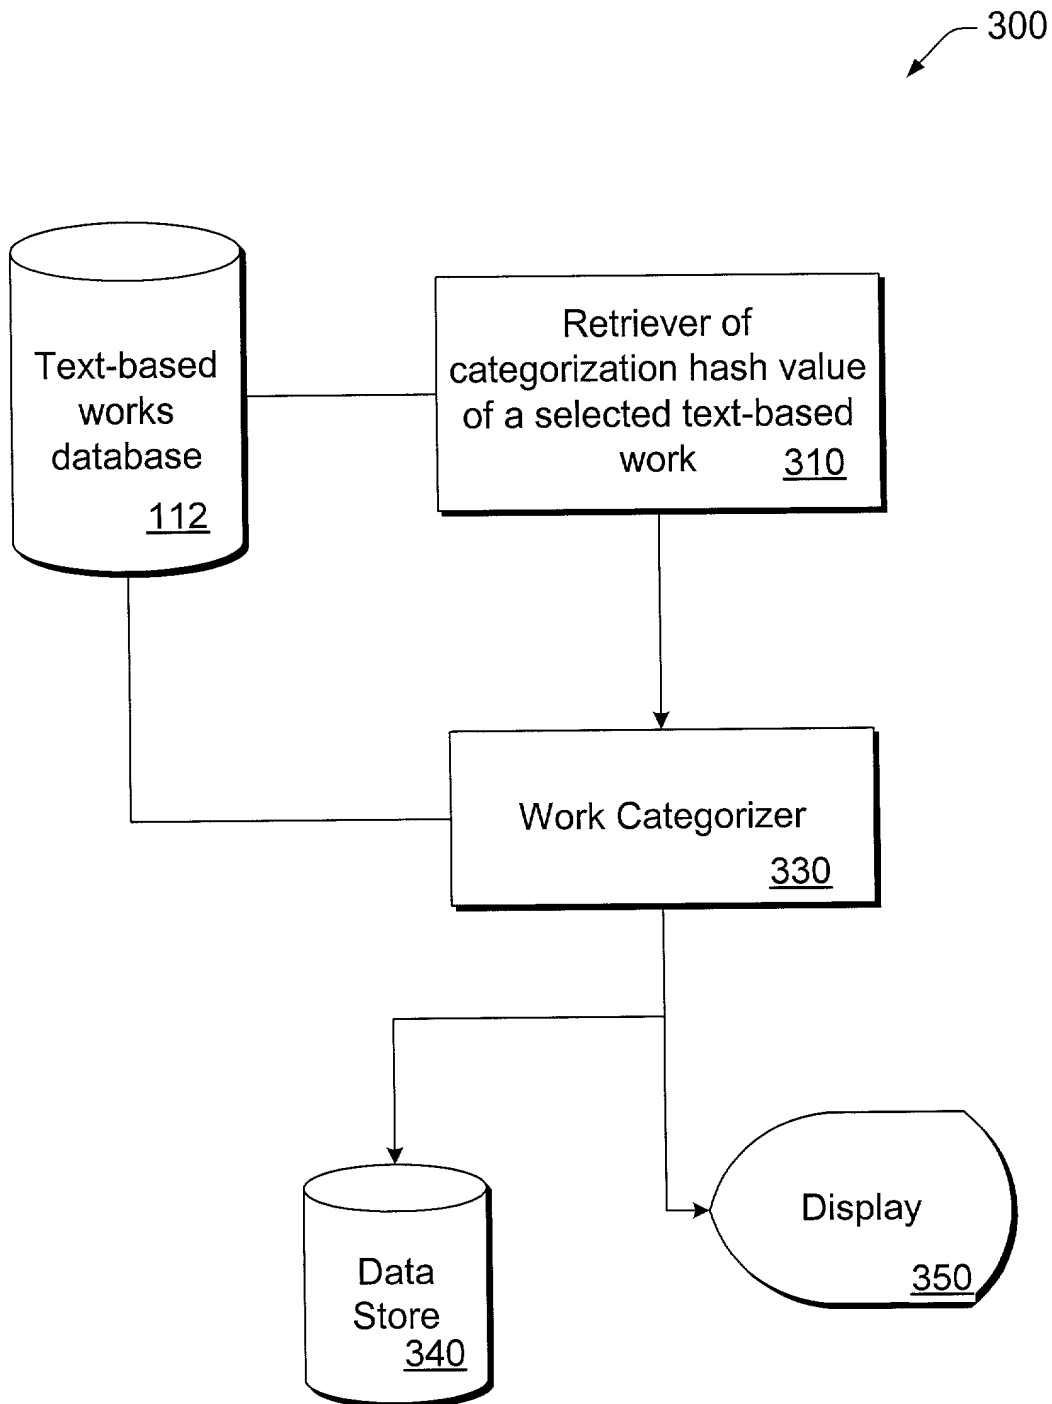 300
Text-based
works
database
112
Retriever of
categorization hash value
of a selected text-based
work 310
Work Categorizer
330
Data
Store
340
Display
350